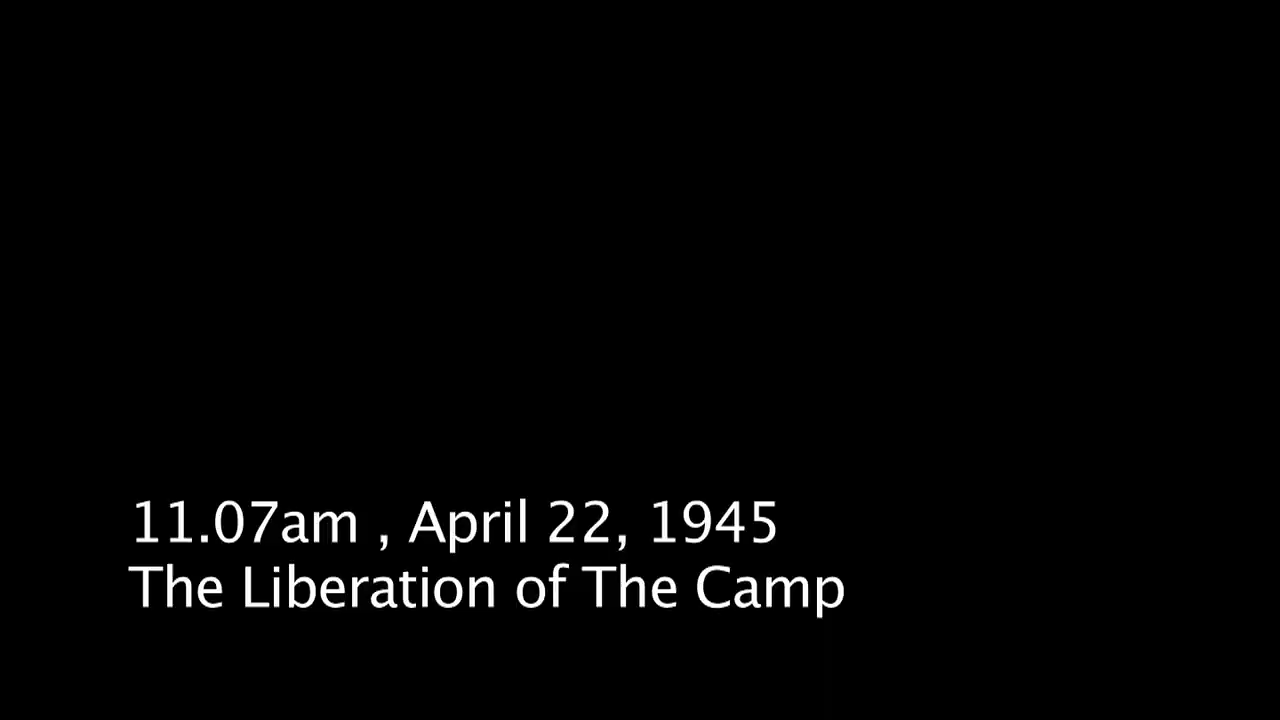 11.07am , April 22, 1945
The Liberation of The Camp